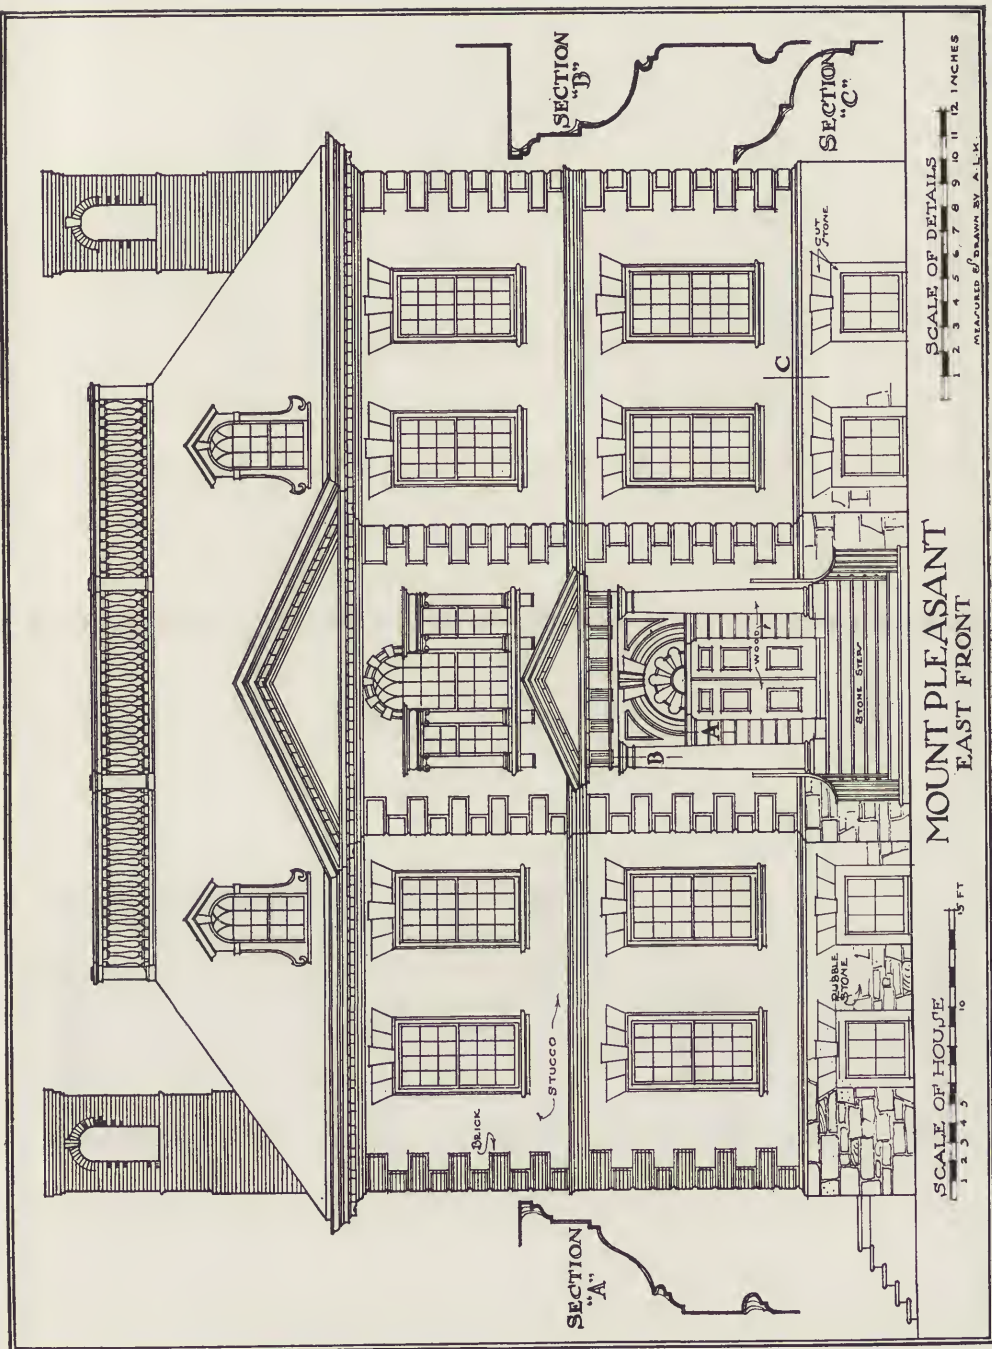 BRICK
STUCCO
SECTION
"A"
SECTION
"B"
B
A
WOOD
C
SECTION
"C"
CUT
STONE
RUBBLE
STONE
STONE STEPS
MOUNT PLEASANT
EAST FRONT
SCALE OF HOUSE
1 2 3 4 5 10 15 FT
SCALE OF DETAILS
1 2 3 4 5 6 7 8 9 10 11 12 INCHES
MEASURED & DRAWN BY A.L.K.